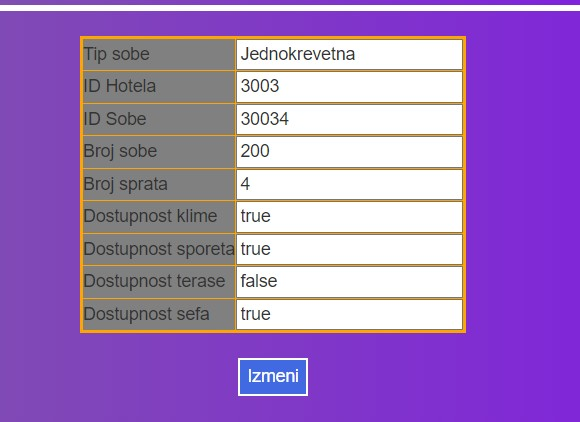 Tip sobe Jednokrevetna
ID Hotela 3003
ID Sobe 30034
Broj sobe 200
Broj sprata 4
Dostupnost klime true
Dostupnost sporeta true
Dostupnost terase false
Dostupnost sefa true
Izmeni